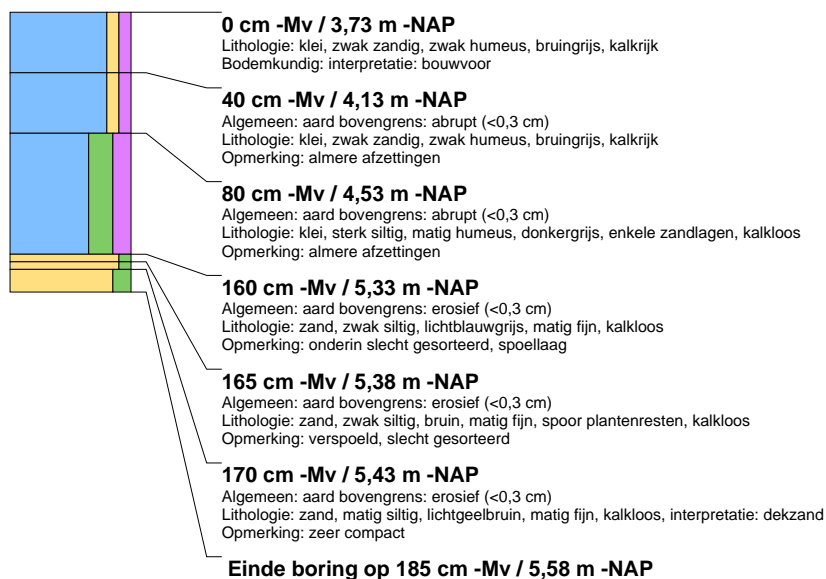 0 cm -Mv / 3,73 m -NAP
Lithologie: klei, zwak zandig, zwak humeus, bruingrijs, kalkrijk
Bodemkundig: interpretatie: bouwvoor
40 cm -Mv / 4,13 m -NAP
Algemeen: aard bovengrens: abrupt (<0,3 cm)
Lithologie: klei, zwak zandig, zwak humeus, bruingrijs, kalkrijk
Opmerking: almere afzettingen
80 cm -Mv / 4,53 m -NAP
Algemeen: aard bovengrens: abrupt (<0,3 cm)
Lithologie: klei, sterk siltig, matig humeus, donkergrijs, enkele zandlagen, kalkloos
Opmerking: almere afzettingen
160 cm -Mv / 5,33 m -NAP
Algemeen: aard bovengrens: erosief (<0,3 cm)
Lithologie: zand, zwak siltig, lichtblauwgrijs, matig fijn, kalkloos
Opmerking: onderin slecht gesorteerd, spoellaag
165 cm -Mv / 5,38 m -NAP
Algemeen: aard bovengrens: erosief (<0,3 cm)
Lithologie: zand, zwak siltig, bruin, matig fijn, spoor plantenresten, kalkloos
Opmerking: verspoeld, slecht gesorteerd
170 cm -Mv / 5,43 m -NAP
Algemeen: aard bovengrens: erosief (<0,3 cm)
Lithologie: zand, matig siltig, lichtgeelbruin, matig fijn, kalkloos, interpretatie: dekzand
Opmerking: zeer compact
Einde boring op 185 cm -Mv / 5,58 m -NAP